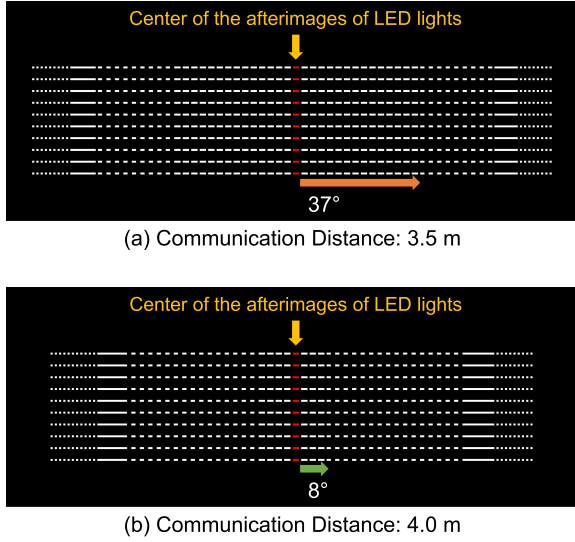 Center of the afterimages of LED lights
37°
(a) Communication Distance: 3.5 m
Center of the afterimages of LED lights
8°
(b) Communication Distance: 4.0 m